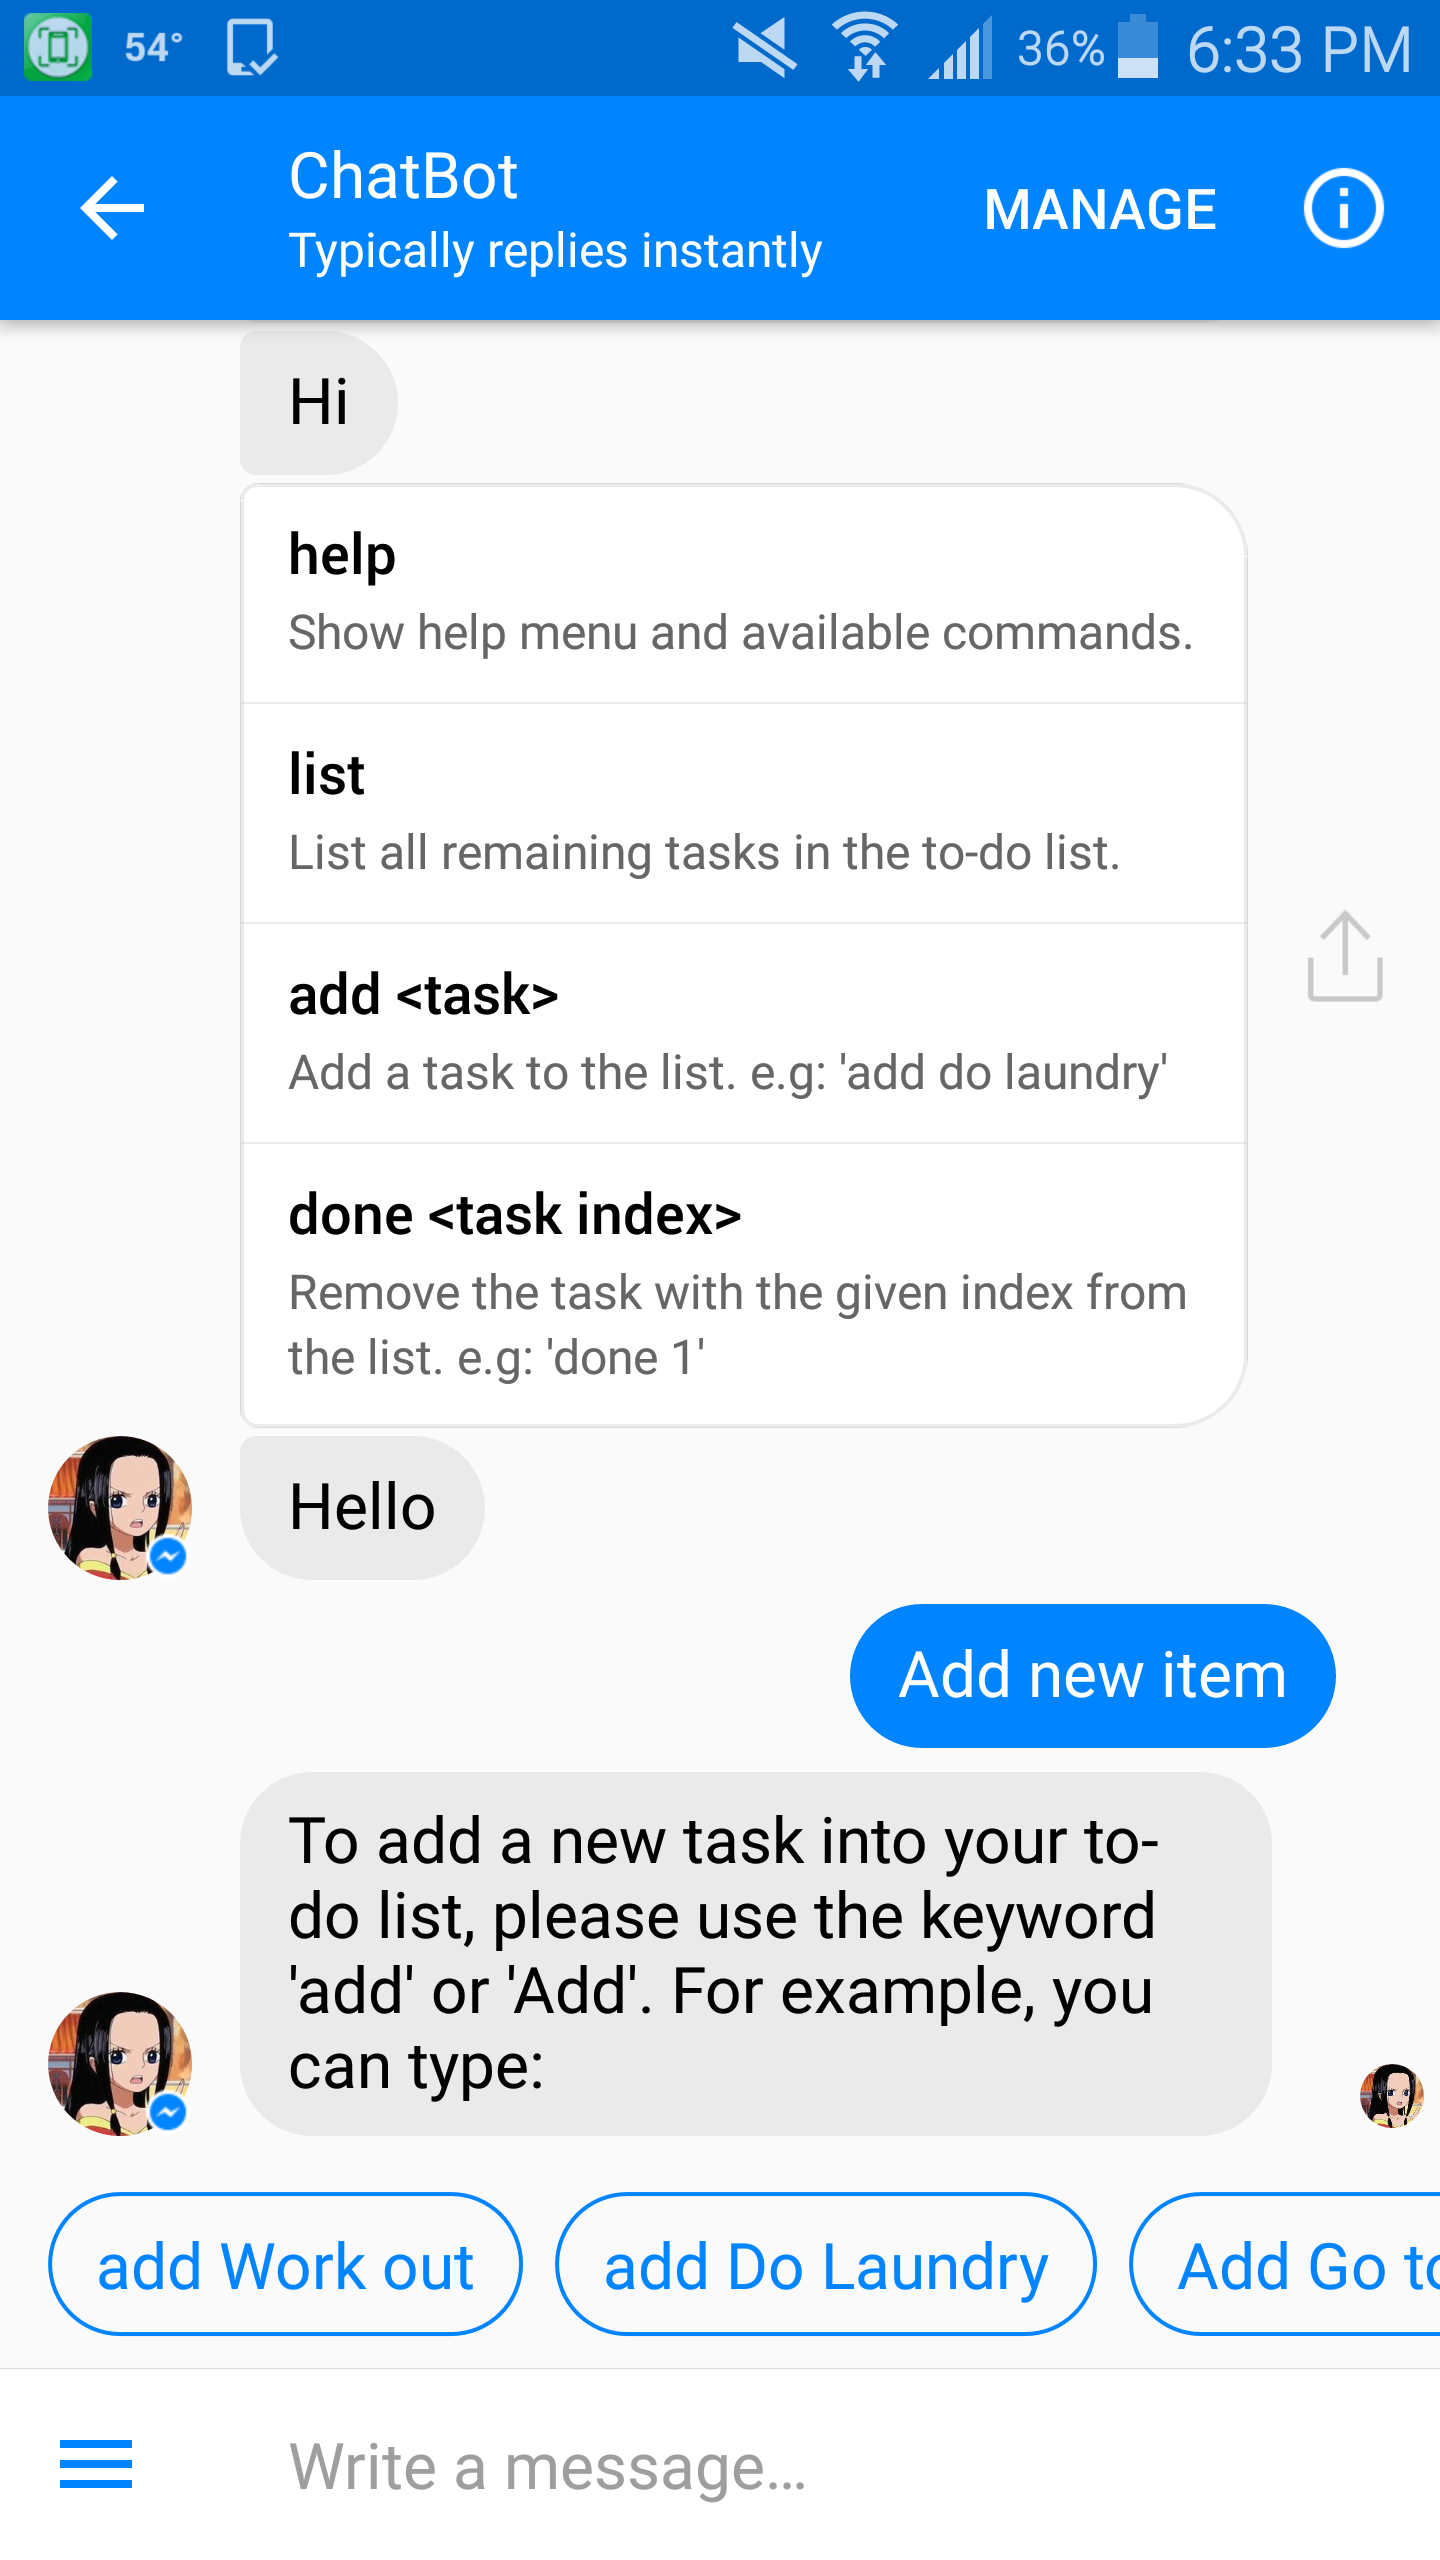 54°
36%
6:33 PM
ChatBot
Typically replies instantly
MANAGE
Hi
help
Show help menu and available commands.
list
List all remaining tasks in the to-do list.
add <task>
Add a task to the list. e.g: 'add do laundry'
done <task index>
Remove the task with the given index from
the list. e.g: 'done 1'
Hello
Add new item
To add a new task into your to-
do list, please use the keyword
'add' or 'Add'. For example, you
can type:
add Work out
add Do Laundry
Add Go to
Write a message…